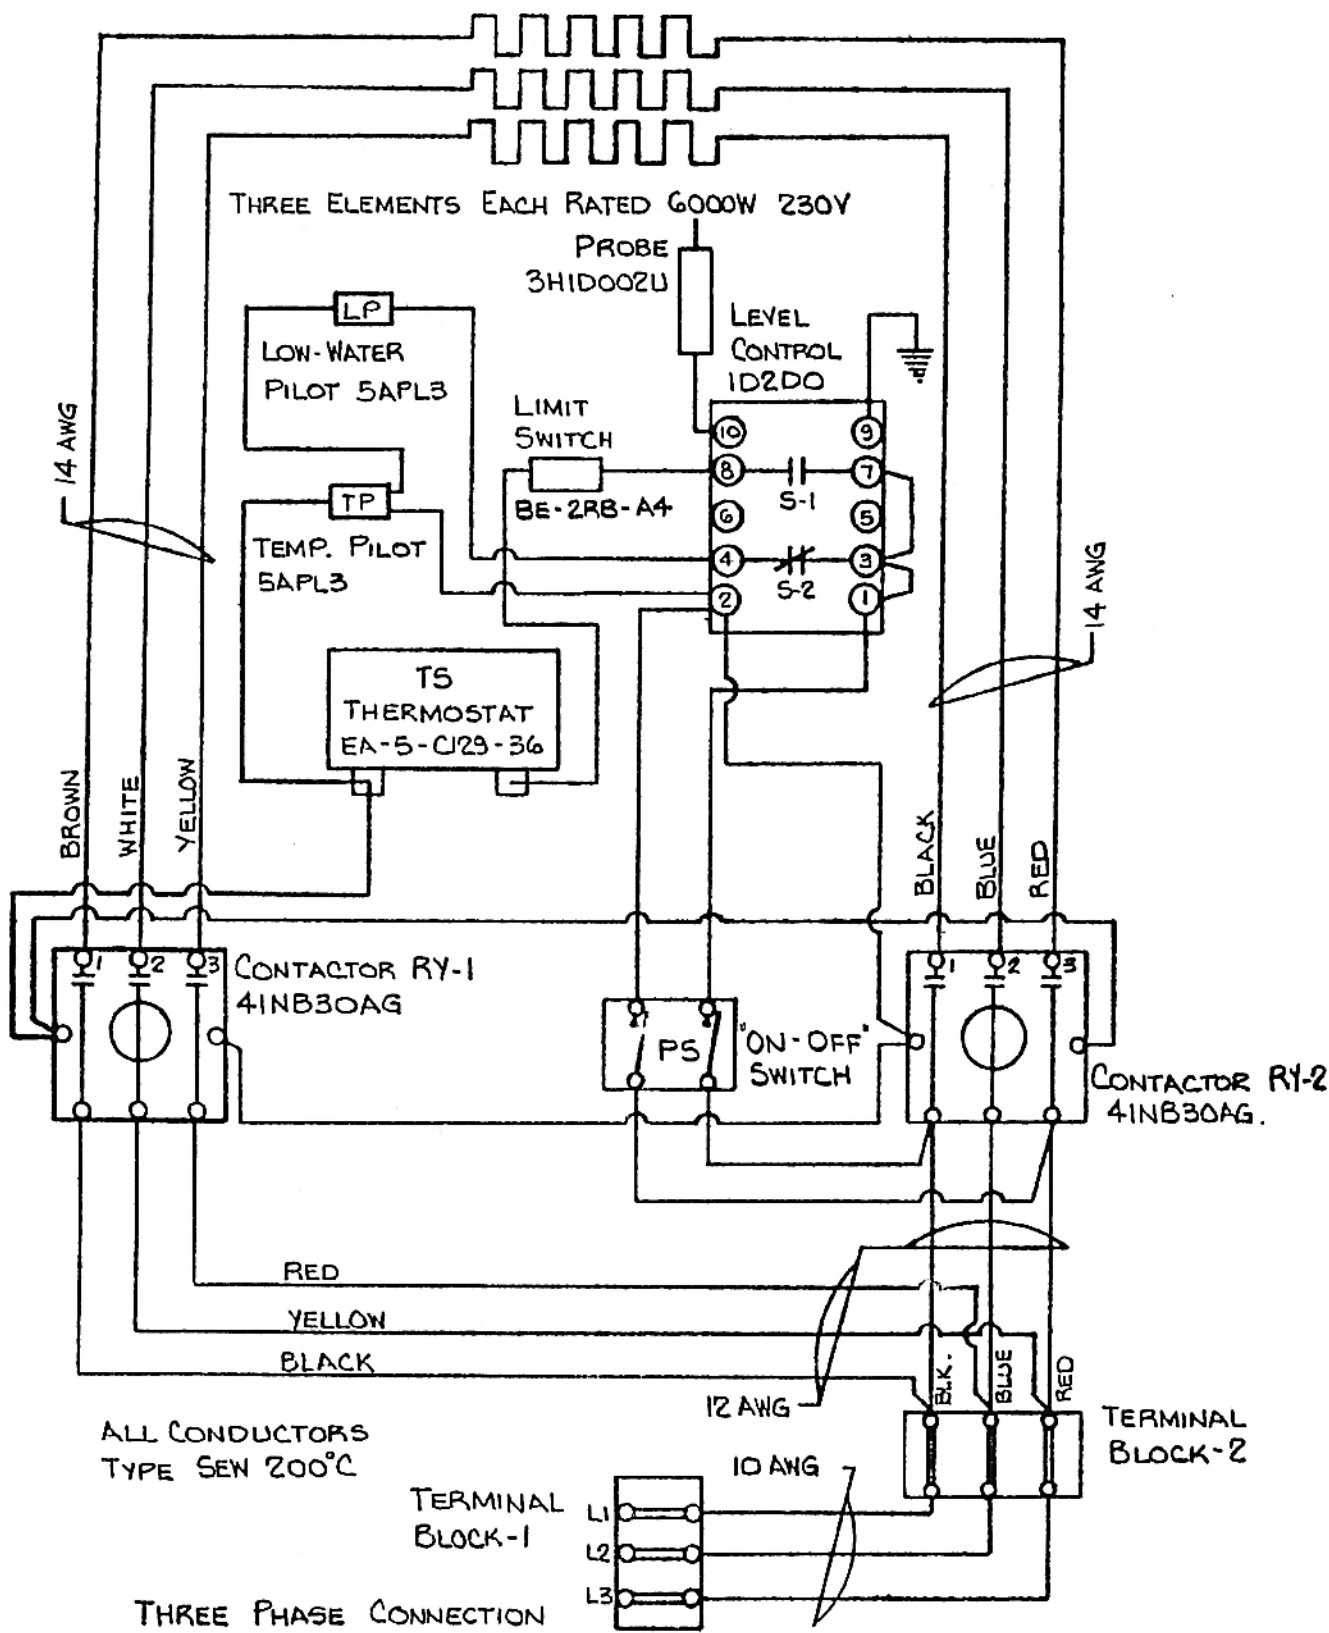 THREE ELEMENTS EACH RATED 6000W 230V
PROBE
3H1D002U
LP
LOW-WATER
PILOT 5APL3
LEVEL
CONTROL
1D2D0
LIMIT
SWITCH
BE-2RB-A4
10
9
8
7
S-1
6
5
4
3
S-2
2
1
14 AWG
TP
TEMP. PILOT
5APL3
14 AWG
TS
THERMOSTAT
EA-5-C129-36
BROWN
WHITE
YELLOW
BLACK
BLUE
RED
1
2
3
CONTACTOR RY-1
41NB30AG
PS
"ON-OFF"
SWITCH
1
2
3
CONTACTOR RY-2
41NB30AG.
RED
YELLOW
BLACK
12 AWG
BLK.
BLUE
RED
TERMINAL
BLOCK-2
ALL CONDUCTORS
TYPE SEW 200°C
10 AWG
TERMINAL
BLOCK-1
L1
L2
L3
THREE PHASE CONNECTION